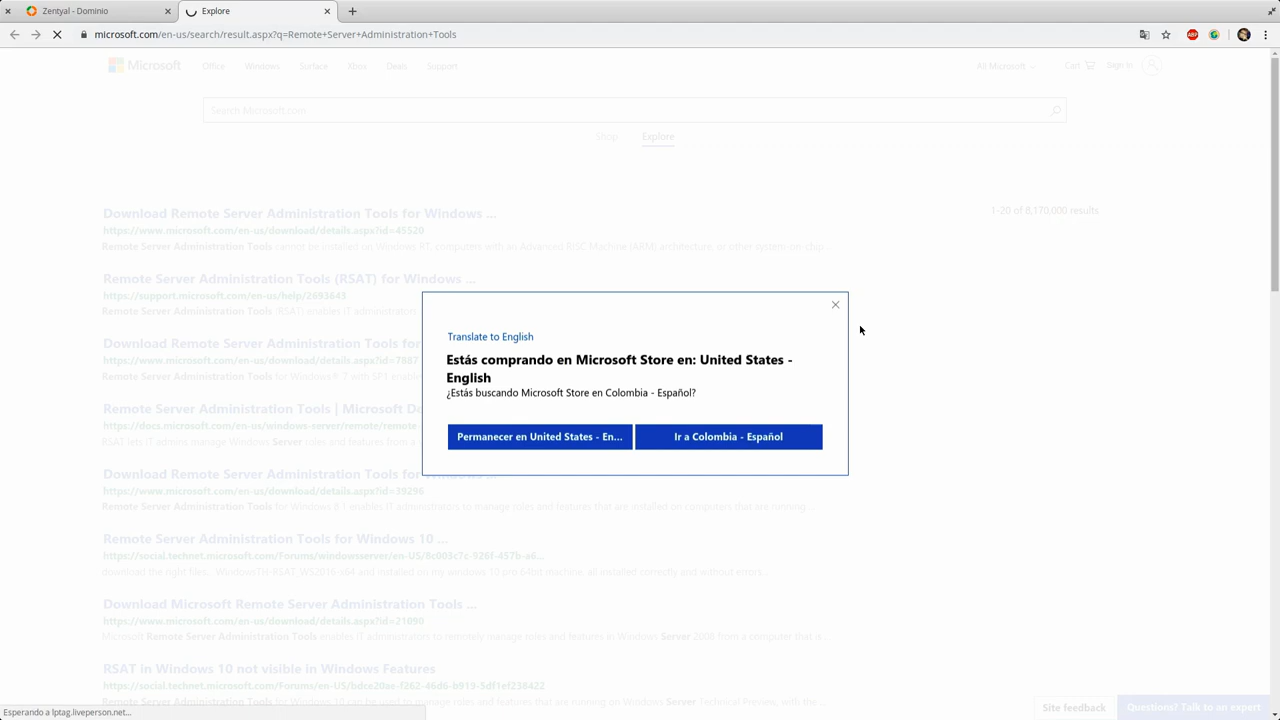 Zentyal - Dominio
Explore
microsoft.com/en-us/search/result.aspx?q=Remote+Server+Administration+Tools
Microsoft
Office
Windows
Surface
Xbox
Deals
Support
All Microsoft
Cart
Sign in
Search Microsoft.com
Shop
Explore
Download Remote Server Administration Tools for Windows ...
1-20 of 8,170,000 results
https://www.microsoft.com/en-us/download/details.aspx?id=45520
Remote Server Administration Tools cannot be installed on Windows RT, computers with an Advanced RISC Machine (ARM) architecture, or other system-on-chip...
Remote Server Administration Tools (RSAT) for Windows ...
https://support.microsoft.com/en-us/help/2693643
Remote Server Administration Tools (RSAT) enables IT administrators
Download Remote Server Administration Tools for
https://www.microsoft.com/en-us/download/details.aspx?id=7887
Remote Server Administration Tools for Windows® 7 with SP1 enable
Remote Server Administration Tools | Microsoft Do
https://docs.microsoft.com/en-us/windows-server/remote/remote-
RSAT lets IT admins manage Windows Server roles and features from a
Download Remote Server Administration Tools for
https://www.microsoft.com/en-us/download/details.aspx?id=39296
Remote Server Administration Tools for Windows 8.1 enables IT administrators to manage roles and features that are installed on computers that are running...
Remote Server Administration Tools for Windows 10 ...
https://social.technet.microsoft.com/Forums/windowsserver/en-US/
download the right files... WindowsTH-RSAT_WS2016-x64 and installed on my windows 10 pro 64bit machine, all installed correctly and without errors...
Download Microsoft Remote Server Administration Tools ...
https://www.microsoft.com/en-us/download/details.aspx?id=21090
Microsoft Remote Server Administration Tools enables IT administrators to remotely manage roles and features in Windows Server 2008 from a computer that is...
RSAT in Windows 10 not visible in Windows Features
https://social.technet.microsoft.com/Forums/en-US/
Remote Server Administration Tools for Windows 10 can be used to manage roles and features that are running on Windows Server Technical Preview, with the...
Translate to English
Estás comprando en Microsoft Store en: United States -
English
¿Estás buscando Microsoft Store en Colombia - Español?
Permanecer en United States - En...
Ir a Colombia - Español
Site feedback
Questions? Talk to an expert
Esperando a lptag.liveperson.net...